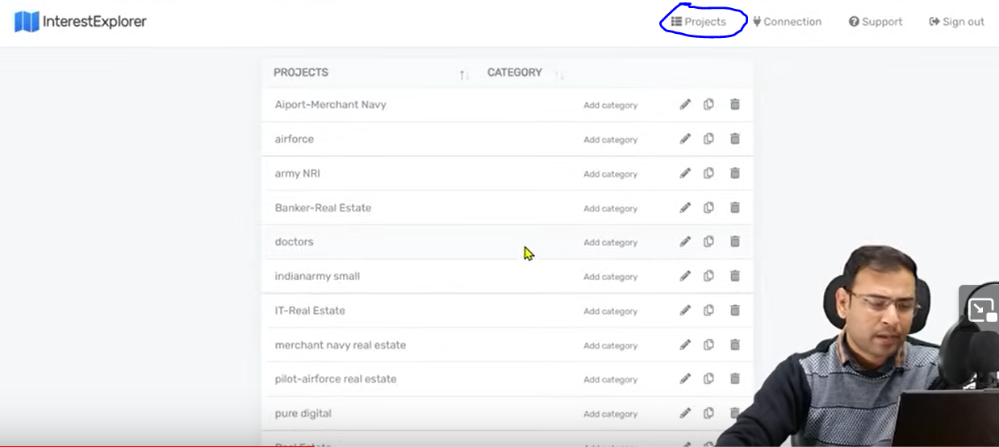 InterestExplorer
Projects Connection Support Sign out
PROJECTS CATEGORY
Aiport-Merchant Navy Add category
airforce Add category
army NRI Add category
Banker-Real Estate Add category
doctors Add category
indianarmy small Add category
IT-Real Estate Add category
merchant navy real estate Add category
pilot-airforce real estate Add category
pure digital Add category
Real Estate